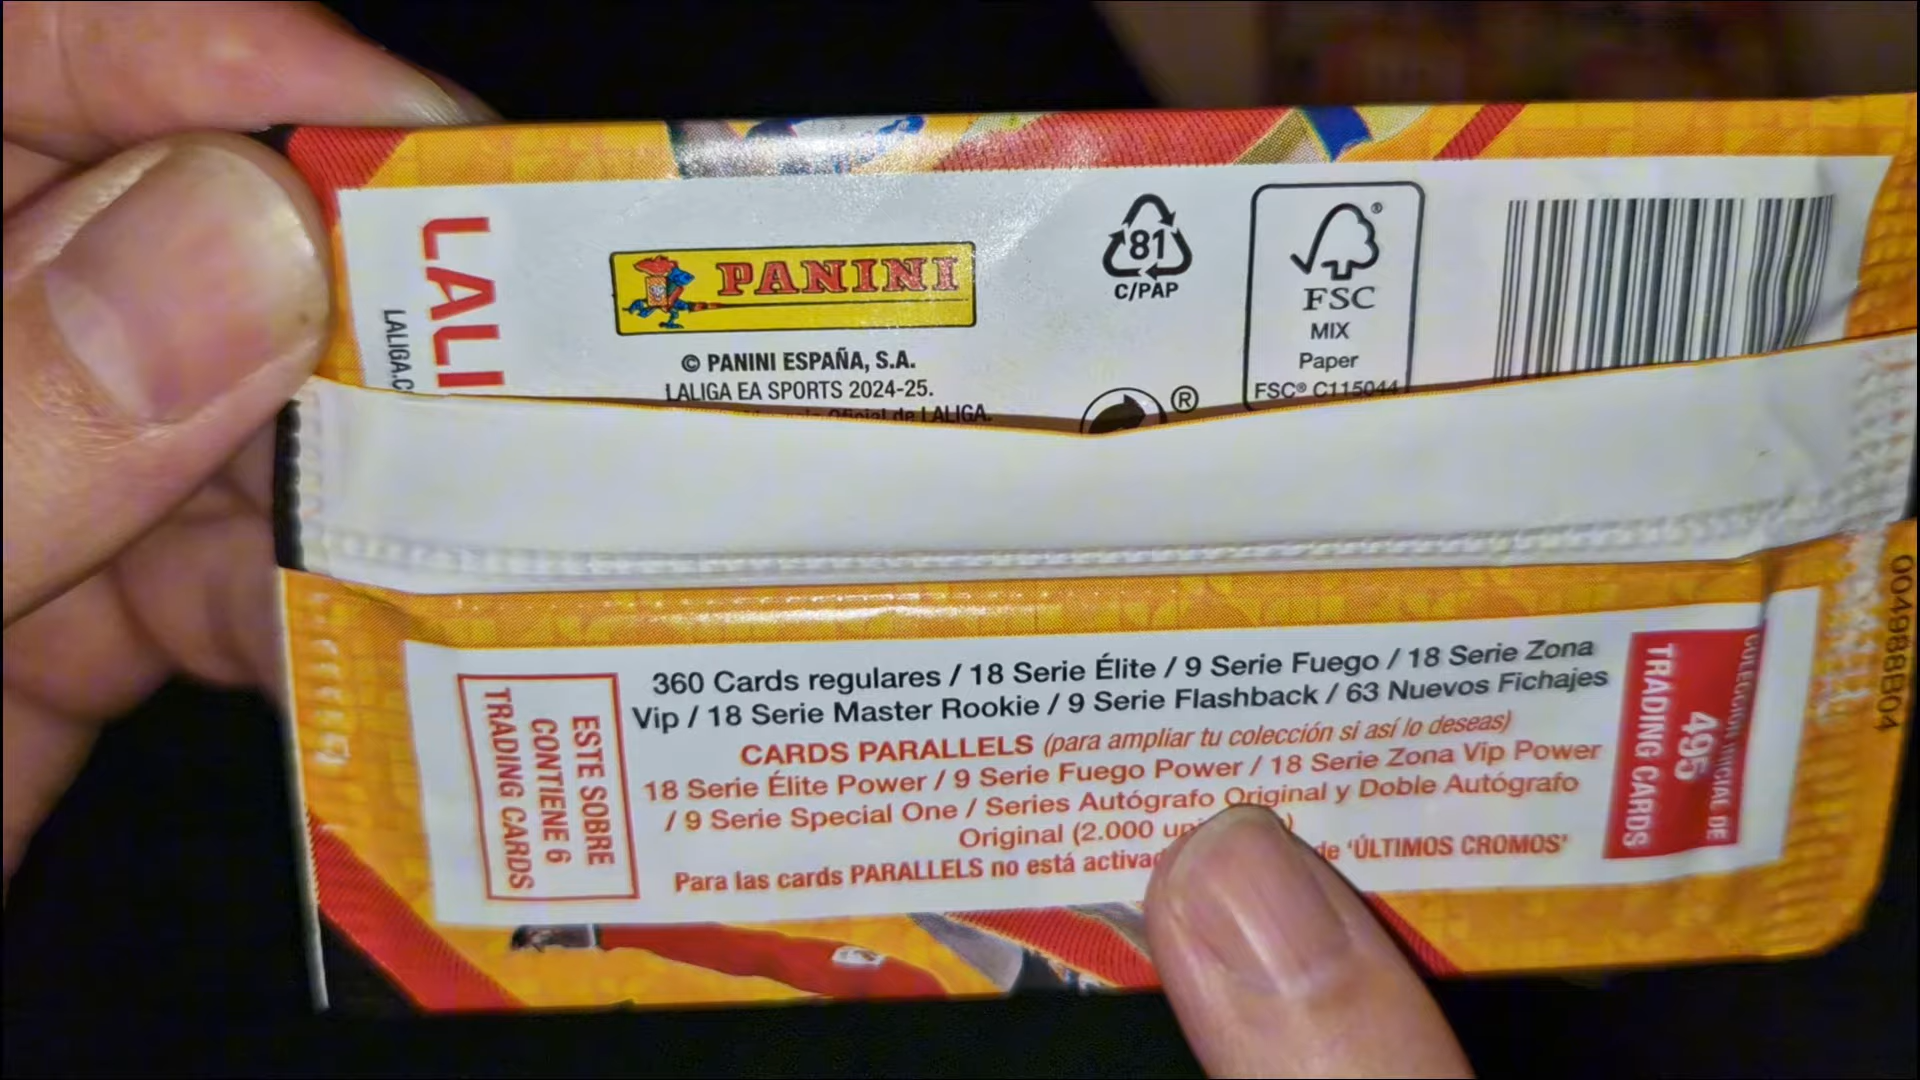 LALI
LALIGA.C
PANINI
© PANINI ESPAÑA, S.A.
LALIGA EA SPORTS 2024-25.
Oficial de LALIGA.
81
C/PAP
®
®
FSC
MIX
Paper
FSC® C115044
360 Cards regulares / 18 Serie Élite / 9 Serie Fuego / 18 Serie Zona
Vip / 18 Serie Master Rookie / 9 Serie Flashback / 63 Nuevos Fichajes
CARDS PARALLELS (para ampliar tu colección si así lo deseas)
18 Serie Élite Power / 9 Serie Fuego Power / 18 Serie Zona Vip Power
/ 9 Serie Special One / Series Autógrafo Original y Doble Autógrafo
Original (2.000 )
Para las cards PARALLELS no está de 'ÚLTIMOS CROMOS'
ESTE SOBRE
CONTIENE 6
TRADING CARDS
COLECCIÓN INICIAL DE
495
TRADING CARDS
00498B04